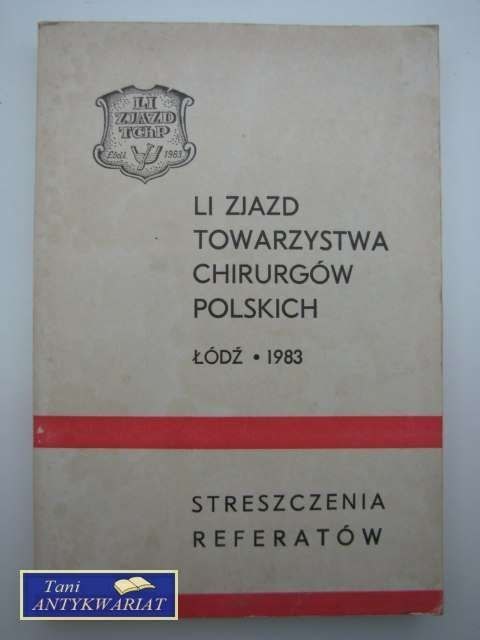 LI
ZJAZD
TCHP
Łódź 1983
LI ZJAZD
TOWARZYSTWA
CHIRURGÓW
POLSKICH
ŁÓDŹ • 1983
STRESZCZENIA
REFERATÓW
Tani
ANTYKWARIAT